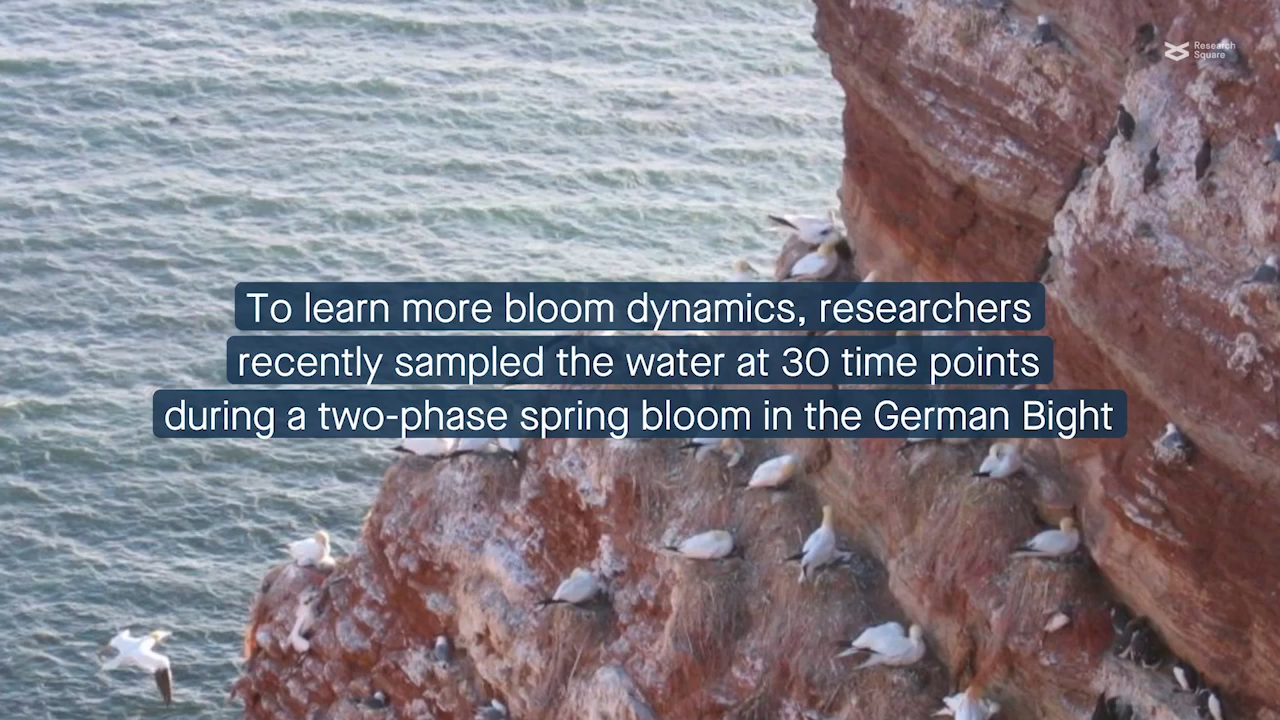 Research
Square
To learn more bloom dynamics, researchers
recently sampled the water at 30 time points
during a two-phase spring bloom in the German Bight